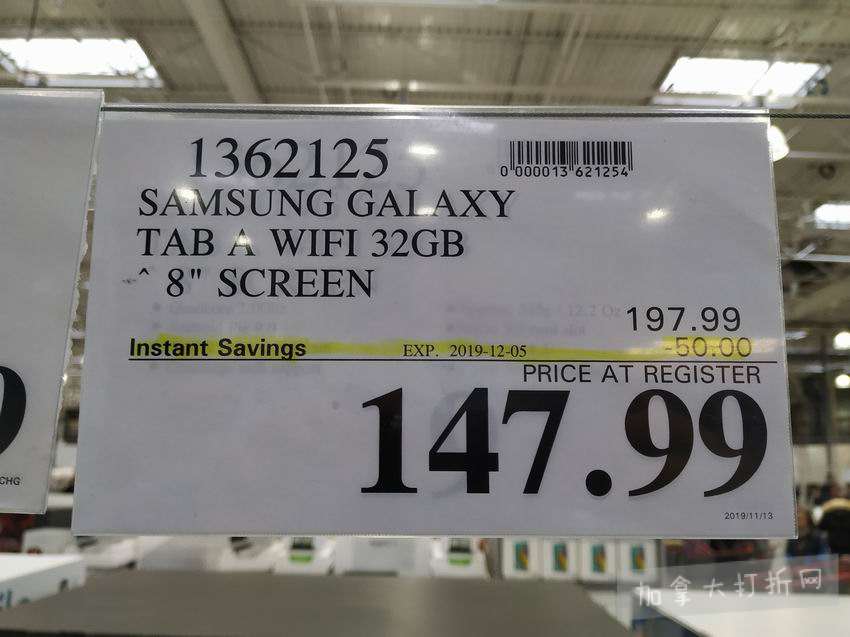 1362125
0 000013 621254
SAMSUNG GALAXY
TAB A WIFI 32GB
^ 8" SCREEN
197.99
Instant Savings EXP. 2019-12-05 -50.00
PRICE AT REGISTER
147.99
2019/11/13
CHG
加拿大打折网